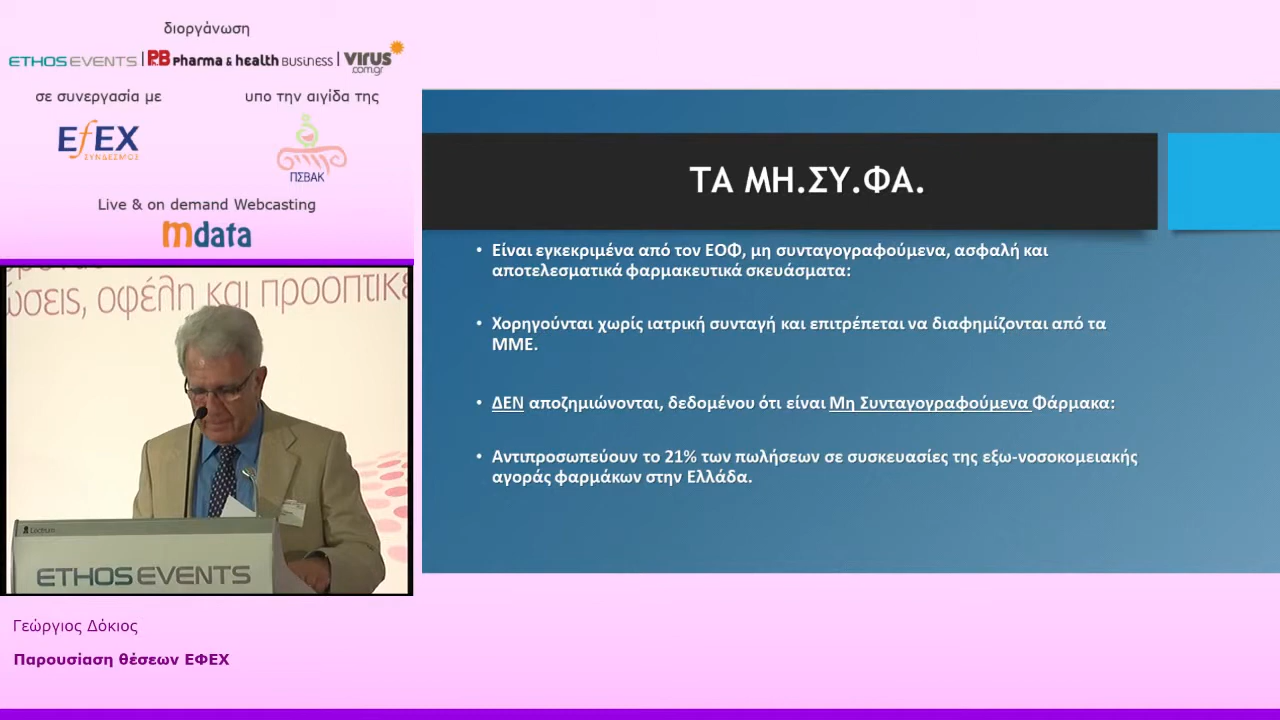 διοργάνωση
ETHOS EVENTS | PB Pharma & health BUSINESS | VIRUS .com.gr
σε συνεργασία με
υπο την αιγίδα της
EfEX
ΣΥΝΔΕΣΜΟΣ
ΠΣΒΑΚ
Live & on demand Webcasting
mdata
ώσεις, οφέλη και προοπτικέ
Lectrum
ETHOS EVENTS
Γεώργιος Δόκιος
Παρουσίαση θέσεων ΕΦΕΧ
ΤΑ ΜΗ.ΣΥ.ΦΑ.
• Είναι εγκεκριμένα από τον ΕΟΦ, μη συνταγογραφούμενα, ασφαλή και
αποτελεσματικά φαρμακευτικά σκευάσματα:
• Χορηγούνται χωρίς ιατρική συνταγή και επιτρέπεται να διαφημίζονται από τα
ΜΜΕ.
• ΔΕΝ αποζημιώνονται, δεδομένου ότι είναι Μη Συνταγογραφούμενα Φάρμακα:
• Αντιπροσωπεύουν το 21% των πωλήσεων σε συσκευασίες της εξω-νοσοκομειακής
αγοράς φαρμάκων στην Ελλάδα.